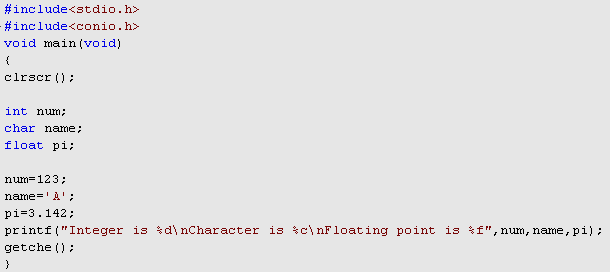 #include<stdio.h>
#include<conio.h>
void main(void)
{
clrscr();
int num;
char name;
float pi;
num=123;
name='A';
pi=3.142;
printf("Integer is %d\nCharacter is %c\nFloating point is %f",num,name,pi);
getche();
}